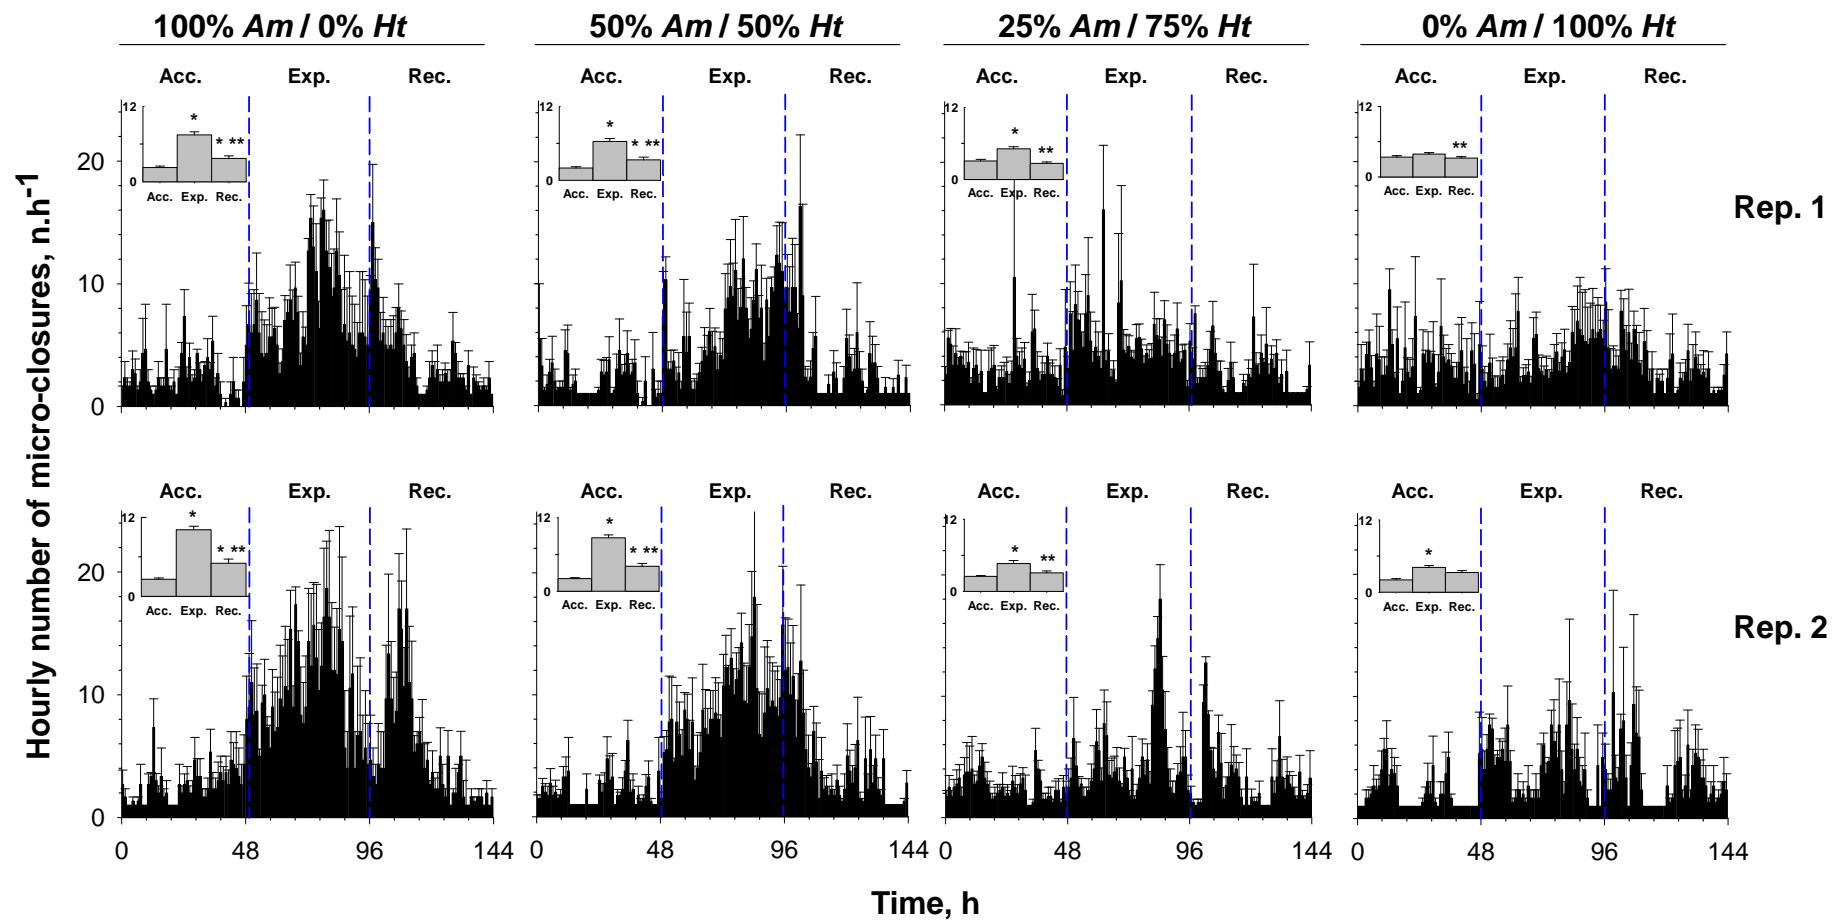 100% Am / 0% Ht
50% Am / 50% Ht
25% Am / 75% Ht
0% Am / 100% Ht
Acc. Exp. Rec.
Acc. Exp. Rec.
Acc. Exp. Rec.
Acc. Exp. Rec.
12
*
* **
0
Acc. Exp. Rec.
12
*
* **
0
Acc. Exp. Rec.
12
*
**
0
Acc. Exp. Rec.
12
**
0
Acc. Exp. Rec.
20
10
0
Rep. 1
Hourly number of micro-closures, n.h-1
Acc. Exp. Rec.
Acc. Exp. Rec.
Acc. Exp. Rec.
Acc. Exp. Rec.
12
*
* **
0
Acc. Exp. Rec.
12
*
* **
0
Acc. Exp. Rec.
12
*
**
0
Acc. Exp. Rec.
12
*
0
Acc. Exp. Rec.
20
10
0
Rep. 2
0 48 96 144
0 48 96 144
0 48 96 144
0 48 96 144
Time, h